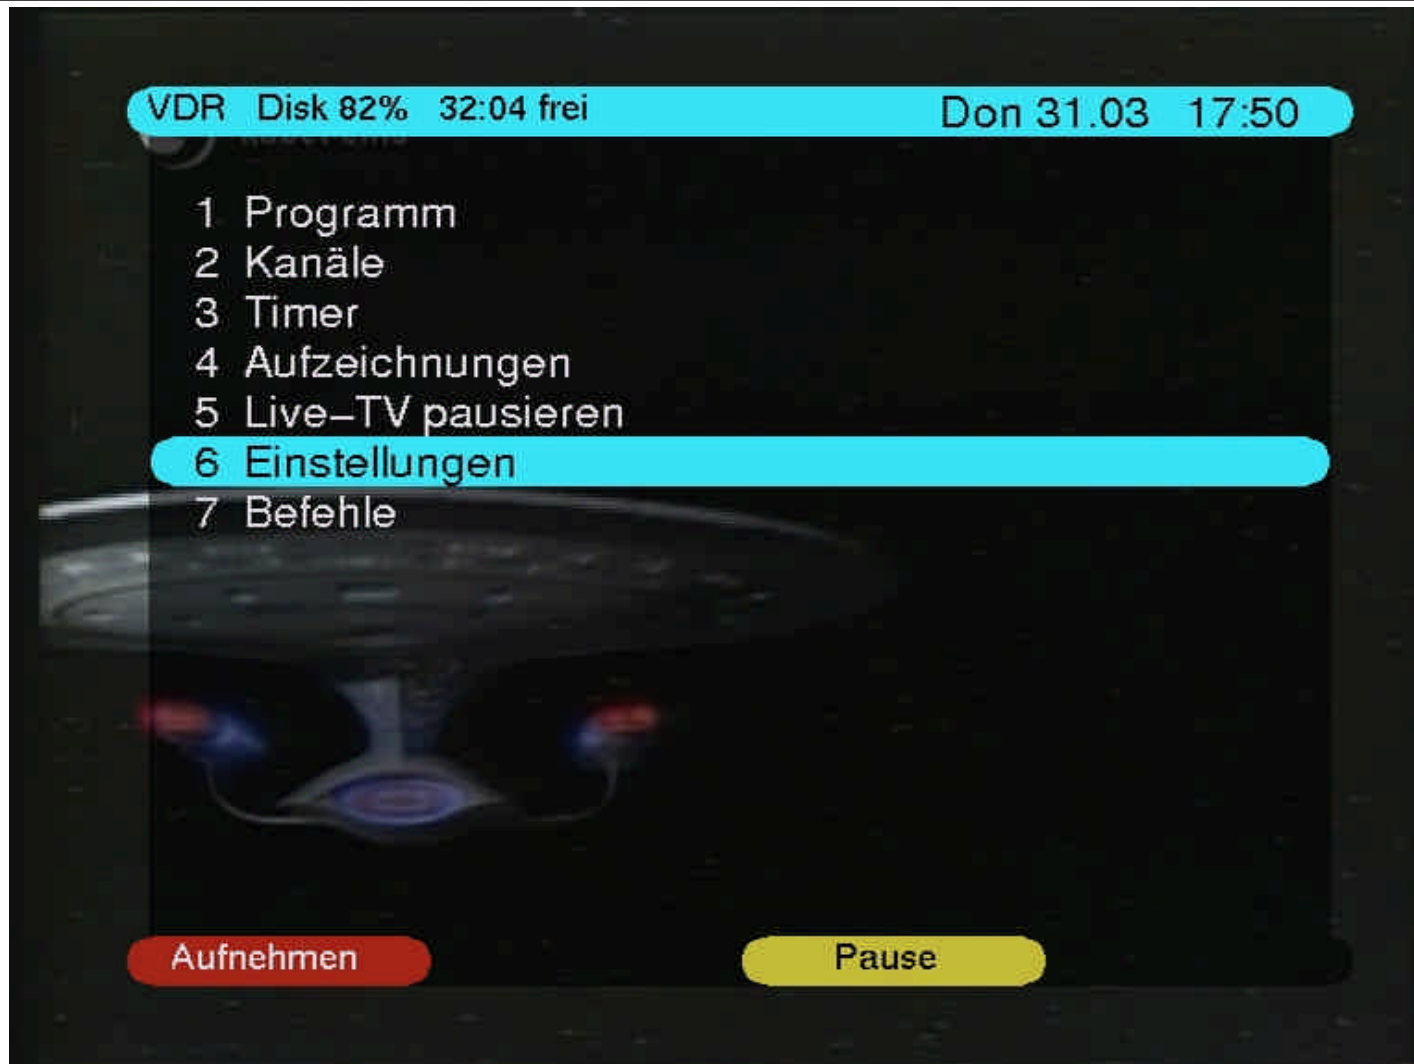 VDR Disk 82% 32:04 frei Don 31.03 17:50
1 Programm
2 Kanäle
3 Timer
4 Aufzeichnungen
5 Live-TV pausieren
6 Einstellungen
7 Befehle
Aufnehmen Pause